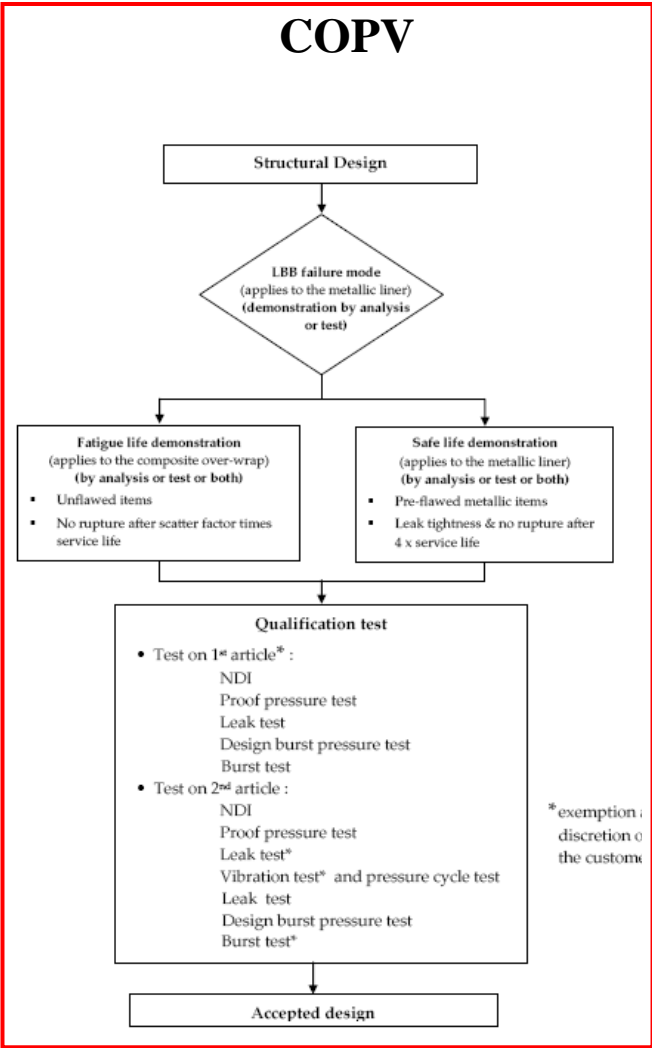 COPV
Structural Design
LBB failure mode
(applies to the metallic liner)
(demonstration by analysis
or test)
Fatigue life demonstration
(applies to the composite over-wrap)
(by analysis or test or both)
▪ Unflawed items
▪ No rupture after scatter factor times
service life
Safe life demonstration
(applies to the metallic liner)
(by analysis or test or both)
▪ Pre-flawed metallic items
▪ Leak tightness & no rupture after
4 x service life
Qualification test
• Test on 1st article* :
NDI
Proof pressure test
Leak test
Design burst pressure test
Burst test
• Test on 2nd article :
NDI
Proof pressure test
Leak test*
Vibration test* and pressure cycle test
Leak test
Design burst pressure test
Burst test*
*exemption
discretion
the
Accepted design